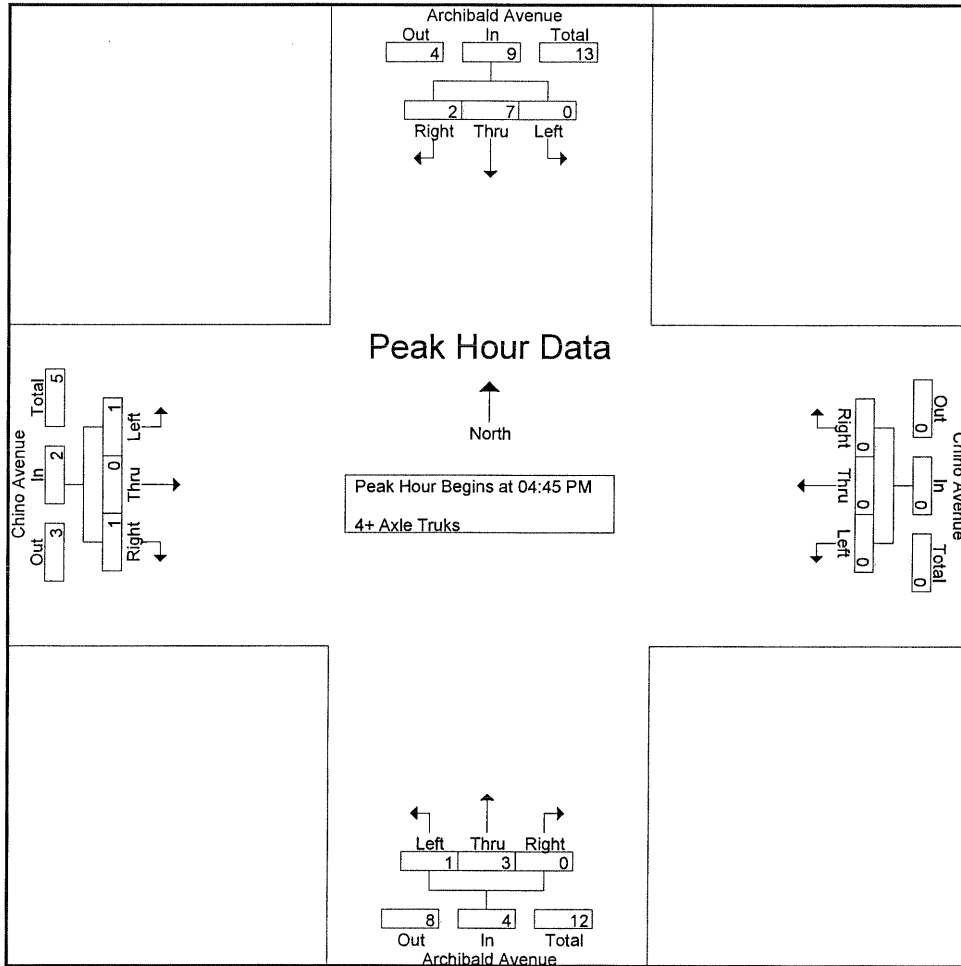 Archibald Avenue
Out In Total
4 9 13
2 7 0
Right Thru Left
Peak Hour Data
North
Peak Hour Begins at 04:45 PM
4+ Axle Truks
Chino Avenue
Out In Total
3 2 5
1 0 1
Left Thru Right
Chino Avenue
Out In Total
0 0 0
0 0 0
Right Thru Left
Left Thru Right
1 3 0
8 4 12
Out In Total
Archibald Avenue